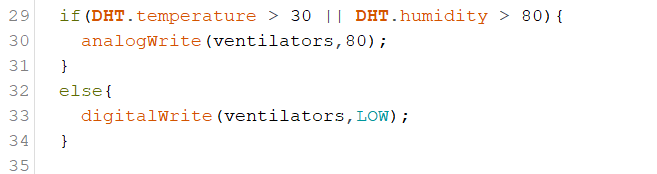 29 if(DHT.temperature > 30 || DHT.humidity > 80){
30 analogWrite(ventilators,80);
31 }
32 else{
33 digitalWrite(ventilators,LOW);
34 }
35